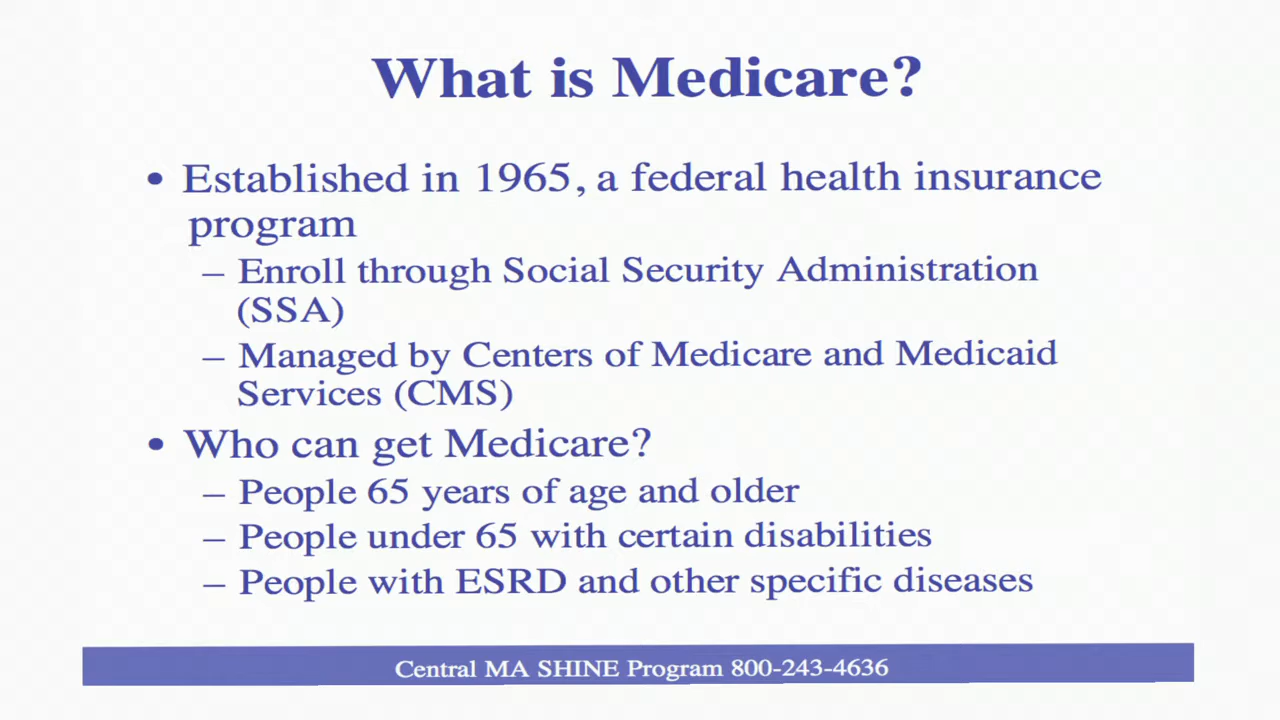 What is Medicare?
• Established in 1965, a federal health insurance
program
– Enroll through Social Security Administration
(SSA)
– Managed by Centers of Medicare and Medicaid
Services (CMS)
• Who can get Medicare?
– People 65 years of age and older
– People under 65 with certain disabilities
– People with ESRD and other specific diseases
Central MA SHINE Program 800-243-4636